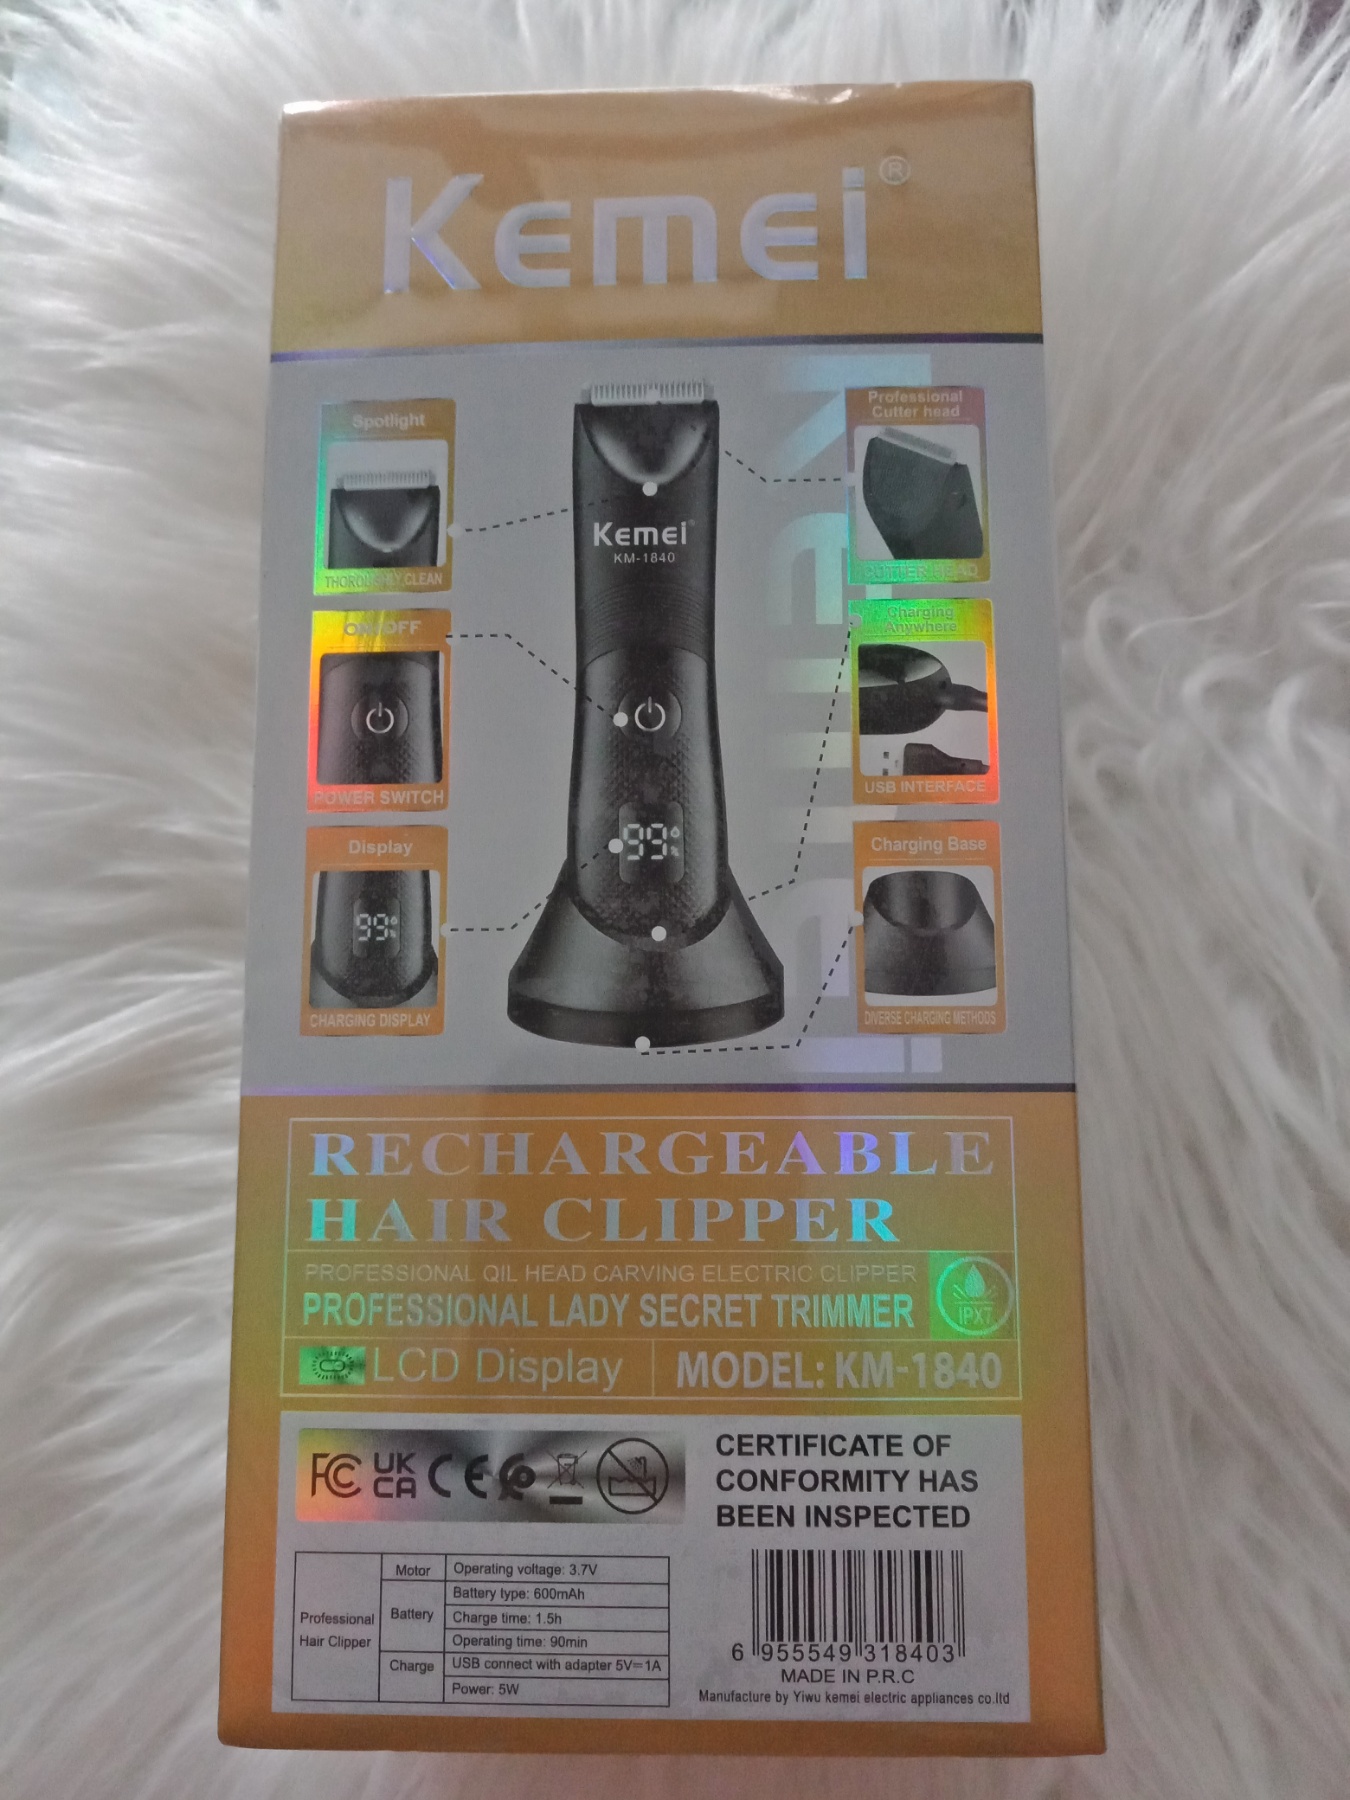 Kemei®
Spotlight
THOROUGHLY CLEAN
ON/OFF
POWER SWITCH
Display
99%
CHARGING DISPLAY
Kemei®
KM-1840
99%
Professional
Cutter head
CUTTER HEAD
Charging
Anywhere
USB INTERFACE
Charging Base
DIVERSE CHARGING METHODS
Kemei
RECHARGEABLE
HAIR CLIPPER
PROFESSIONAL QIL HEAD CARVING ELECTRIC CLIPPER
PROFESSIONAL LADY SECRET TRIMMER
IPX7
LCD Display
MODEL: KM-1840
FC UK CA CE
CERTIFICATE OF
CONFORMITY HAS
BEEN INSPECTED
Professional
Hair Clipper
Motor
Operating voltage: 3.7V
Battery
Battery type: 600mAh
Charge time: 1.5h
Operating time: 90min
Charge
USB connect with adapter 5V=1A
Power: 5W
6 955549 318403
MADE IN P.R.C
Manufacture by Yiwu kemei electric appliances co.ltd